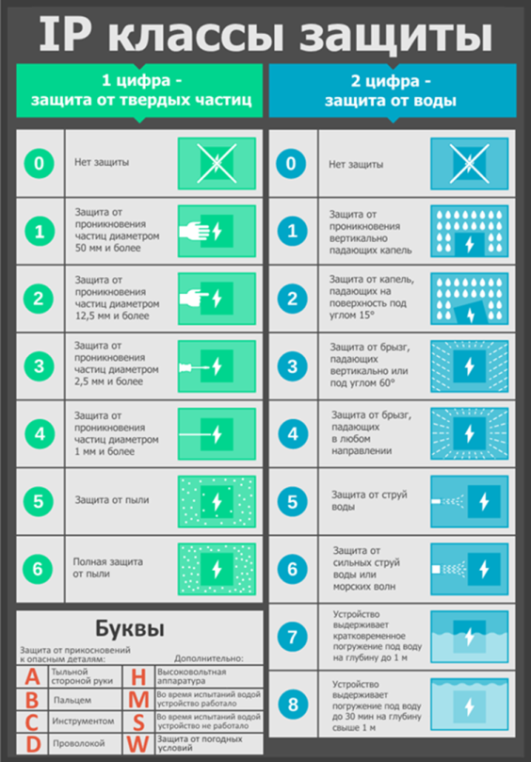 IP классы защиты
1 цифра -
защита от твердых частиц
0
Нет защиты
1
Защита от
проникновения
частиц диаметром
50 мм и более
2
Защита от
проникновения
частиц диаметром
12,5 мм и более
3
Защита от
проникновения
частиц диаметром
2,5 мм и более
4
Защита от
проникновения
частиц диаметром
1 мм и более
5
Защита от пыли
6
Полная защита
от пыли
2 цифра -
защита от воды
0
Нет защиты
1
Защита от
проникновения
вертикально
падающих капель
2
Защита от капель,
падающих на
поверхность под
углом 15°
3
Защита от брызг,
падающих
вертикально или
под углом 60°
4
Защита от брызг,
падающих
в любом
направлении
5
Защита от струй
воды
6
Защита от
сильных струй
воды или
морских волн
7
Устройство
выдерживает
кратковременное
погружение под воду
на глубину до 1 м
8
Устройство
выдерживает
погружение под воду
до 30 мин на глубину
свыше 1 м
Буквы
Защита от прикосновений
к опасным деталям:
A
Тыльной
стороной руки
B
Пальцем
C
Инструментом
D
Проволокой
Дополнительно:
H
Высоковольтная
аппаратура
M
Во время испытаний водой
устройство работало
S
Во время испытаний водой
устройство не работало
W
Защита от погодных
условий